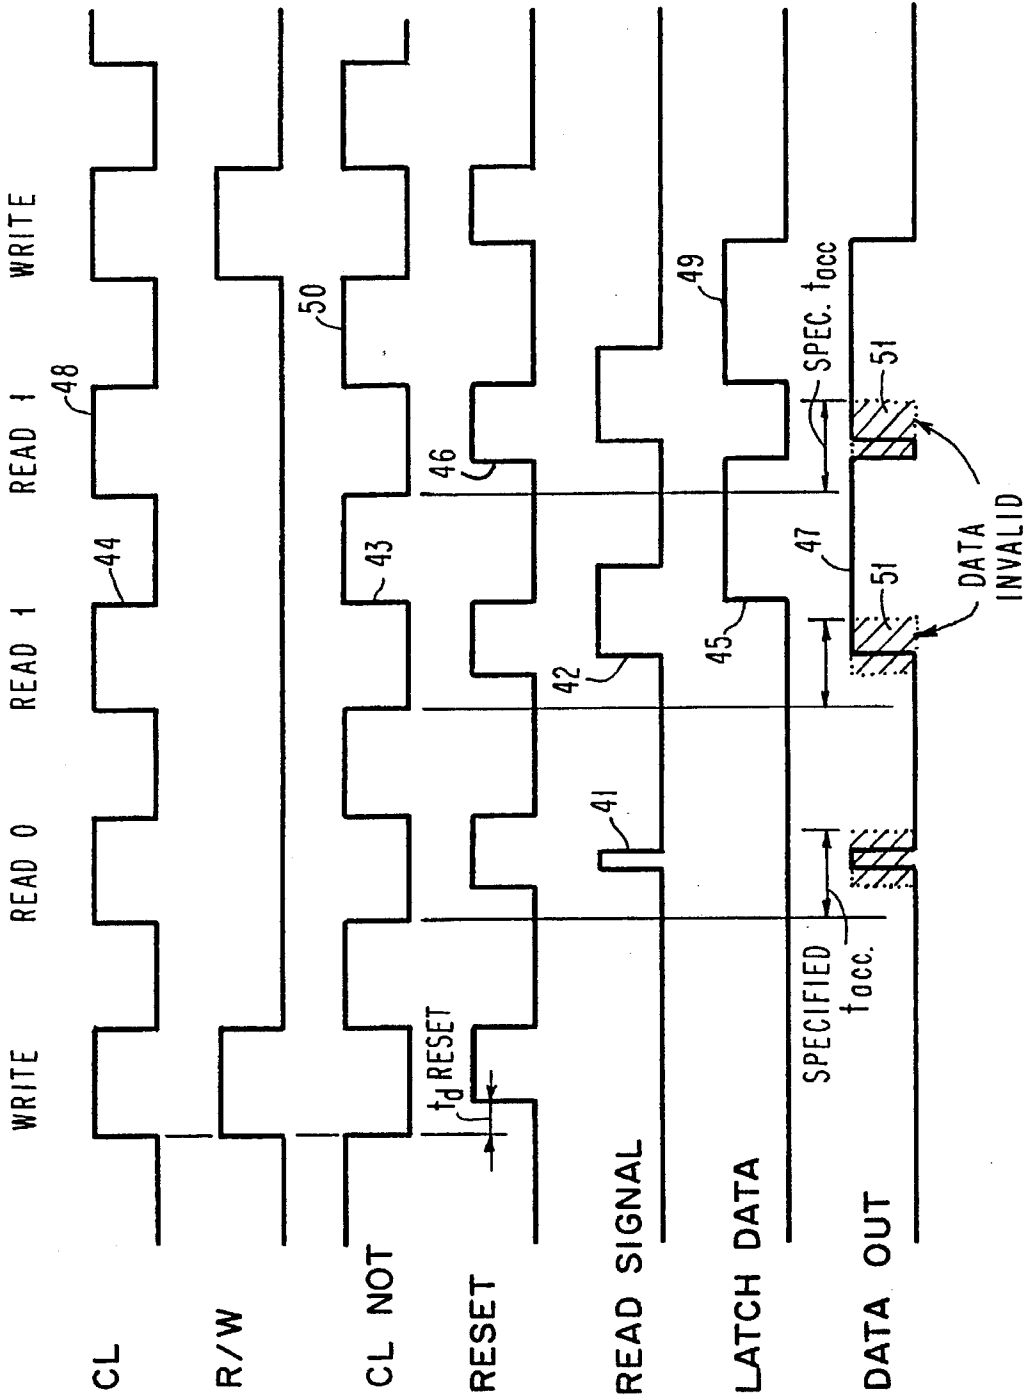 WRITE
READ 0
READ 1
READ 1
WRITE
CL
44
48
R/W
CL NOT
43
50
RESET
td RESET
46
READ SIGNAL
41
42
LATCH DATA
45
49
SPECIFIED
tacc.
SPEC. tacc
DATA OUT
51
47
51
DATA
INVALID